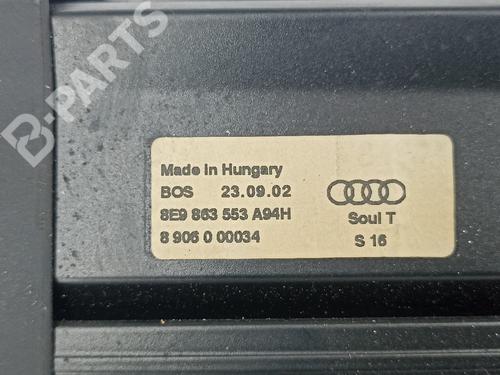 B-PARTS
Made in Hungary
BOS 23.09.02
8E9 863 553 A94H
Soul T
8 906 0 00034
S 16